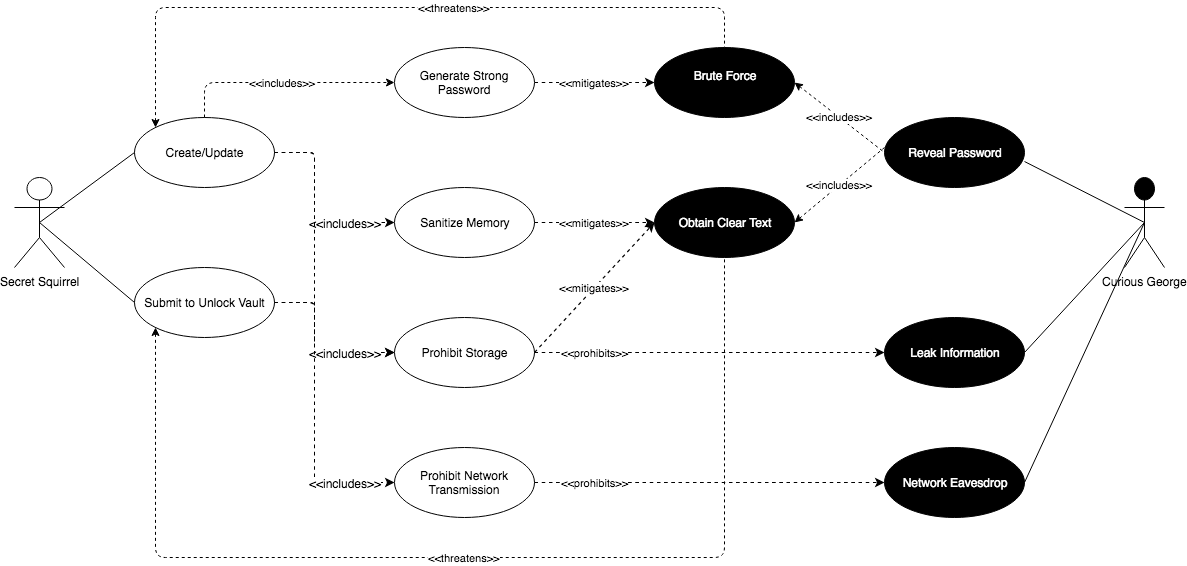 <<threatens>>
Generate Strong
Password
Brute Force
<<includes>>
<<mitigates>>
<<includes>>
Create/Update
Reveal Password
<<includes>>
Sanitize Memory
Obtain Clear Text
<<includes>>
<<mitigates>>
Secret Squirrel
Curious George
<<mitigates>>
Submit to Unlock Vault
Prohibit Storage
Leak Information
<<includes>>
<<prohibits>>
Prohibit Network
Transmission
Network Eavesdrop
<<includes>>
<<prohibits>>
<<threatens>>